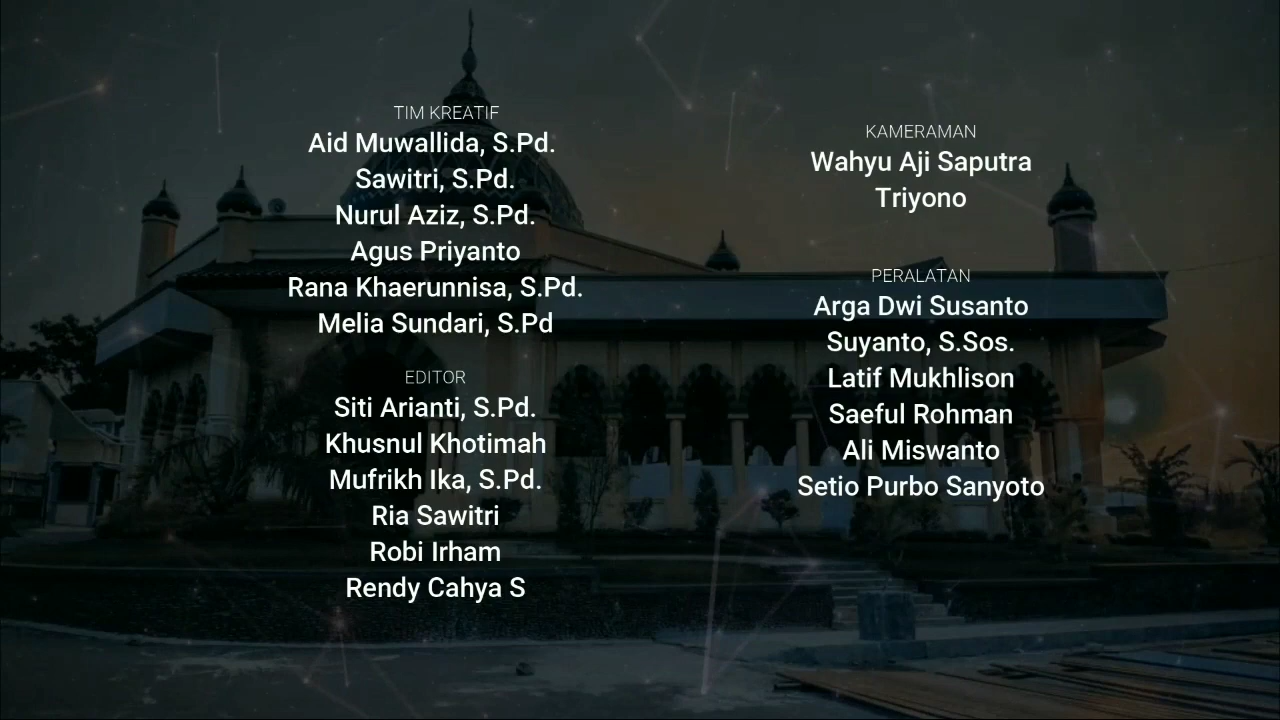 TIM KREATIF
Aid Muwallida, S.Pd.
Sawitri, S.Pd.
Nurul Aziz, S.Pd.
Agus Priyanto
Rana Khaerunnisa, S.Pd.
Melia Sundari, S.Pd
EDITOR
Siti Arianti, S.Pd.
Khusnul Khotimah
Mufrikh Ika, S.Pd.
Ria Sawitri
Robi Irham
Rendy Cahya S
KAMERAMAN
Wahyu Aji Saputra
Triyono
PERALATAN
Arga Dwi Susanto
Suyanto, S.Sos.
Latif Mukhlison
Saeful Rohman
Ali Miswanto
Setio Purbo Sanyoto